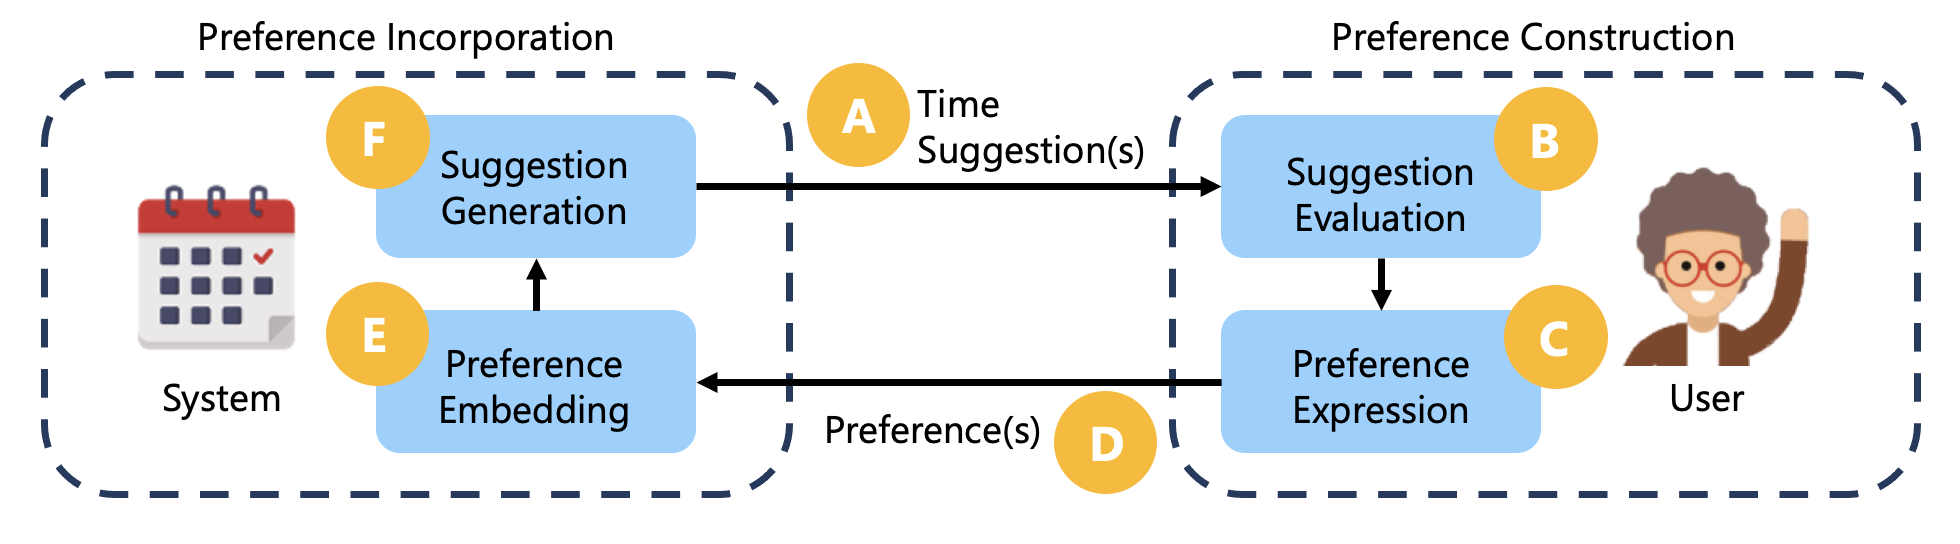 Preference Incorporation
Preference Construction
F
Suggestion
Generation
A
Time
Suggestion(s)
B
Suggestion
Evaluation
E
Preference
Embedding
System
Preference(s)
D
C
Preference
Expression
User